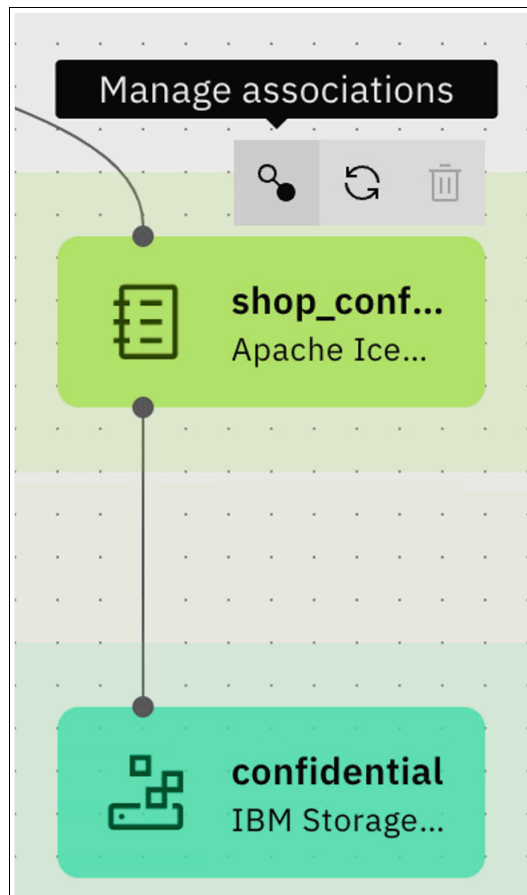 Manage associations
shop_conf...
Apache Ice...
confidential
IBM Storage...